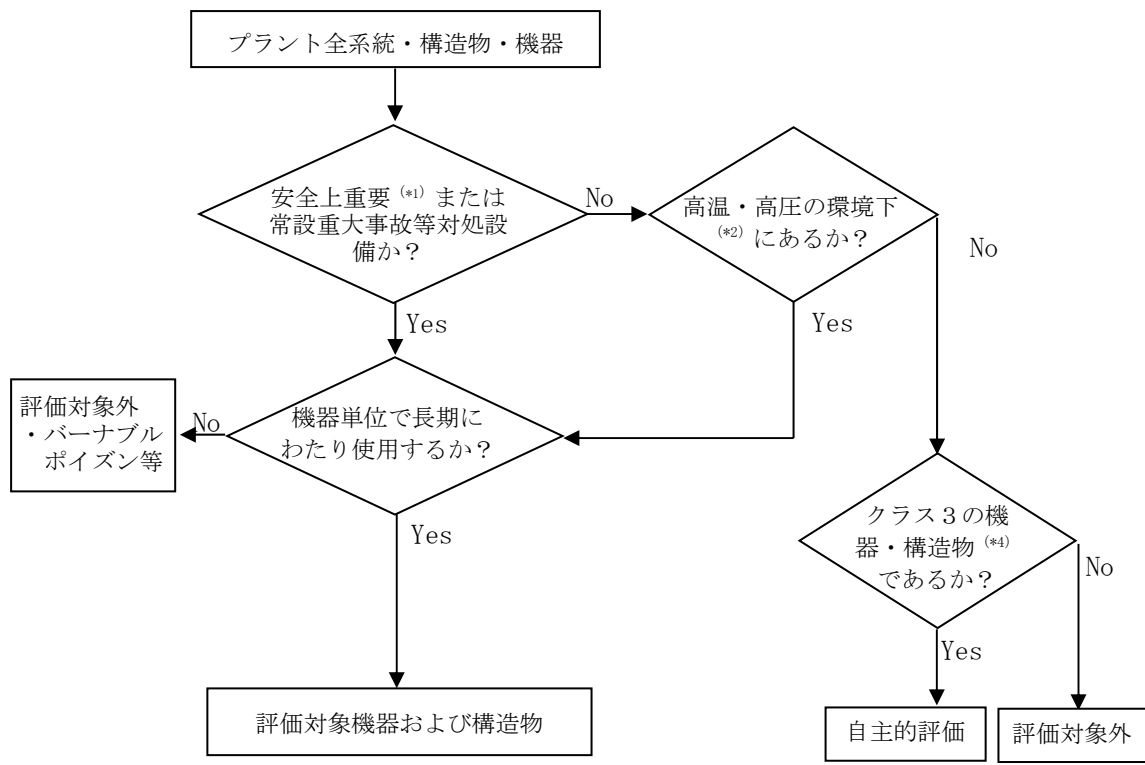 プラント全系統・構造物・機器
安全上重要(*1)または
常設重大事故等対処設
備か？
No
高温・高圧の環境下
(*2)にあるか？
No
Yes
Yes
評価対象外
・バーナブル
ポイズン等
No
機器単位で長期に
わたり使用するか？
Yes
クラス３の機
器・構造物(*4)
であるか？
No
Yes
評価対象機器および構造物
自主的評価
評価対象外